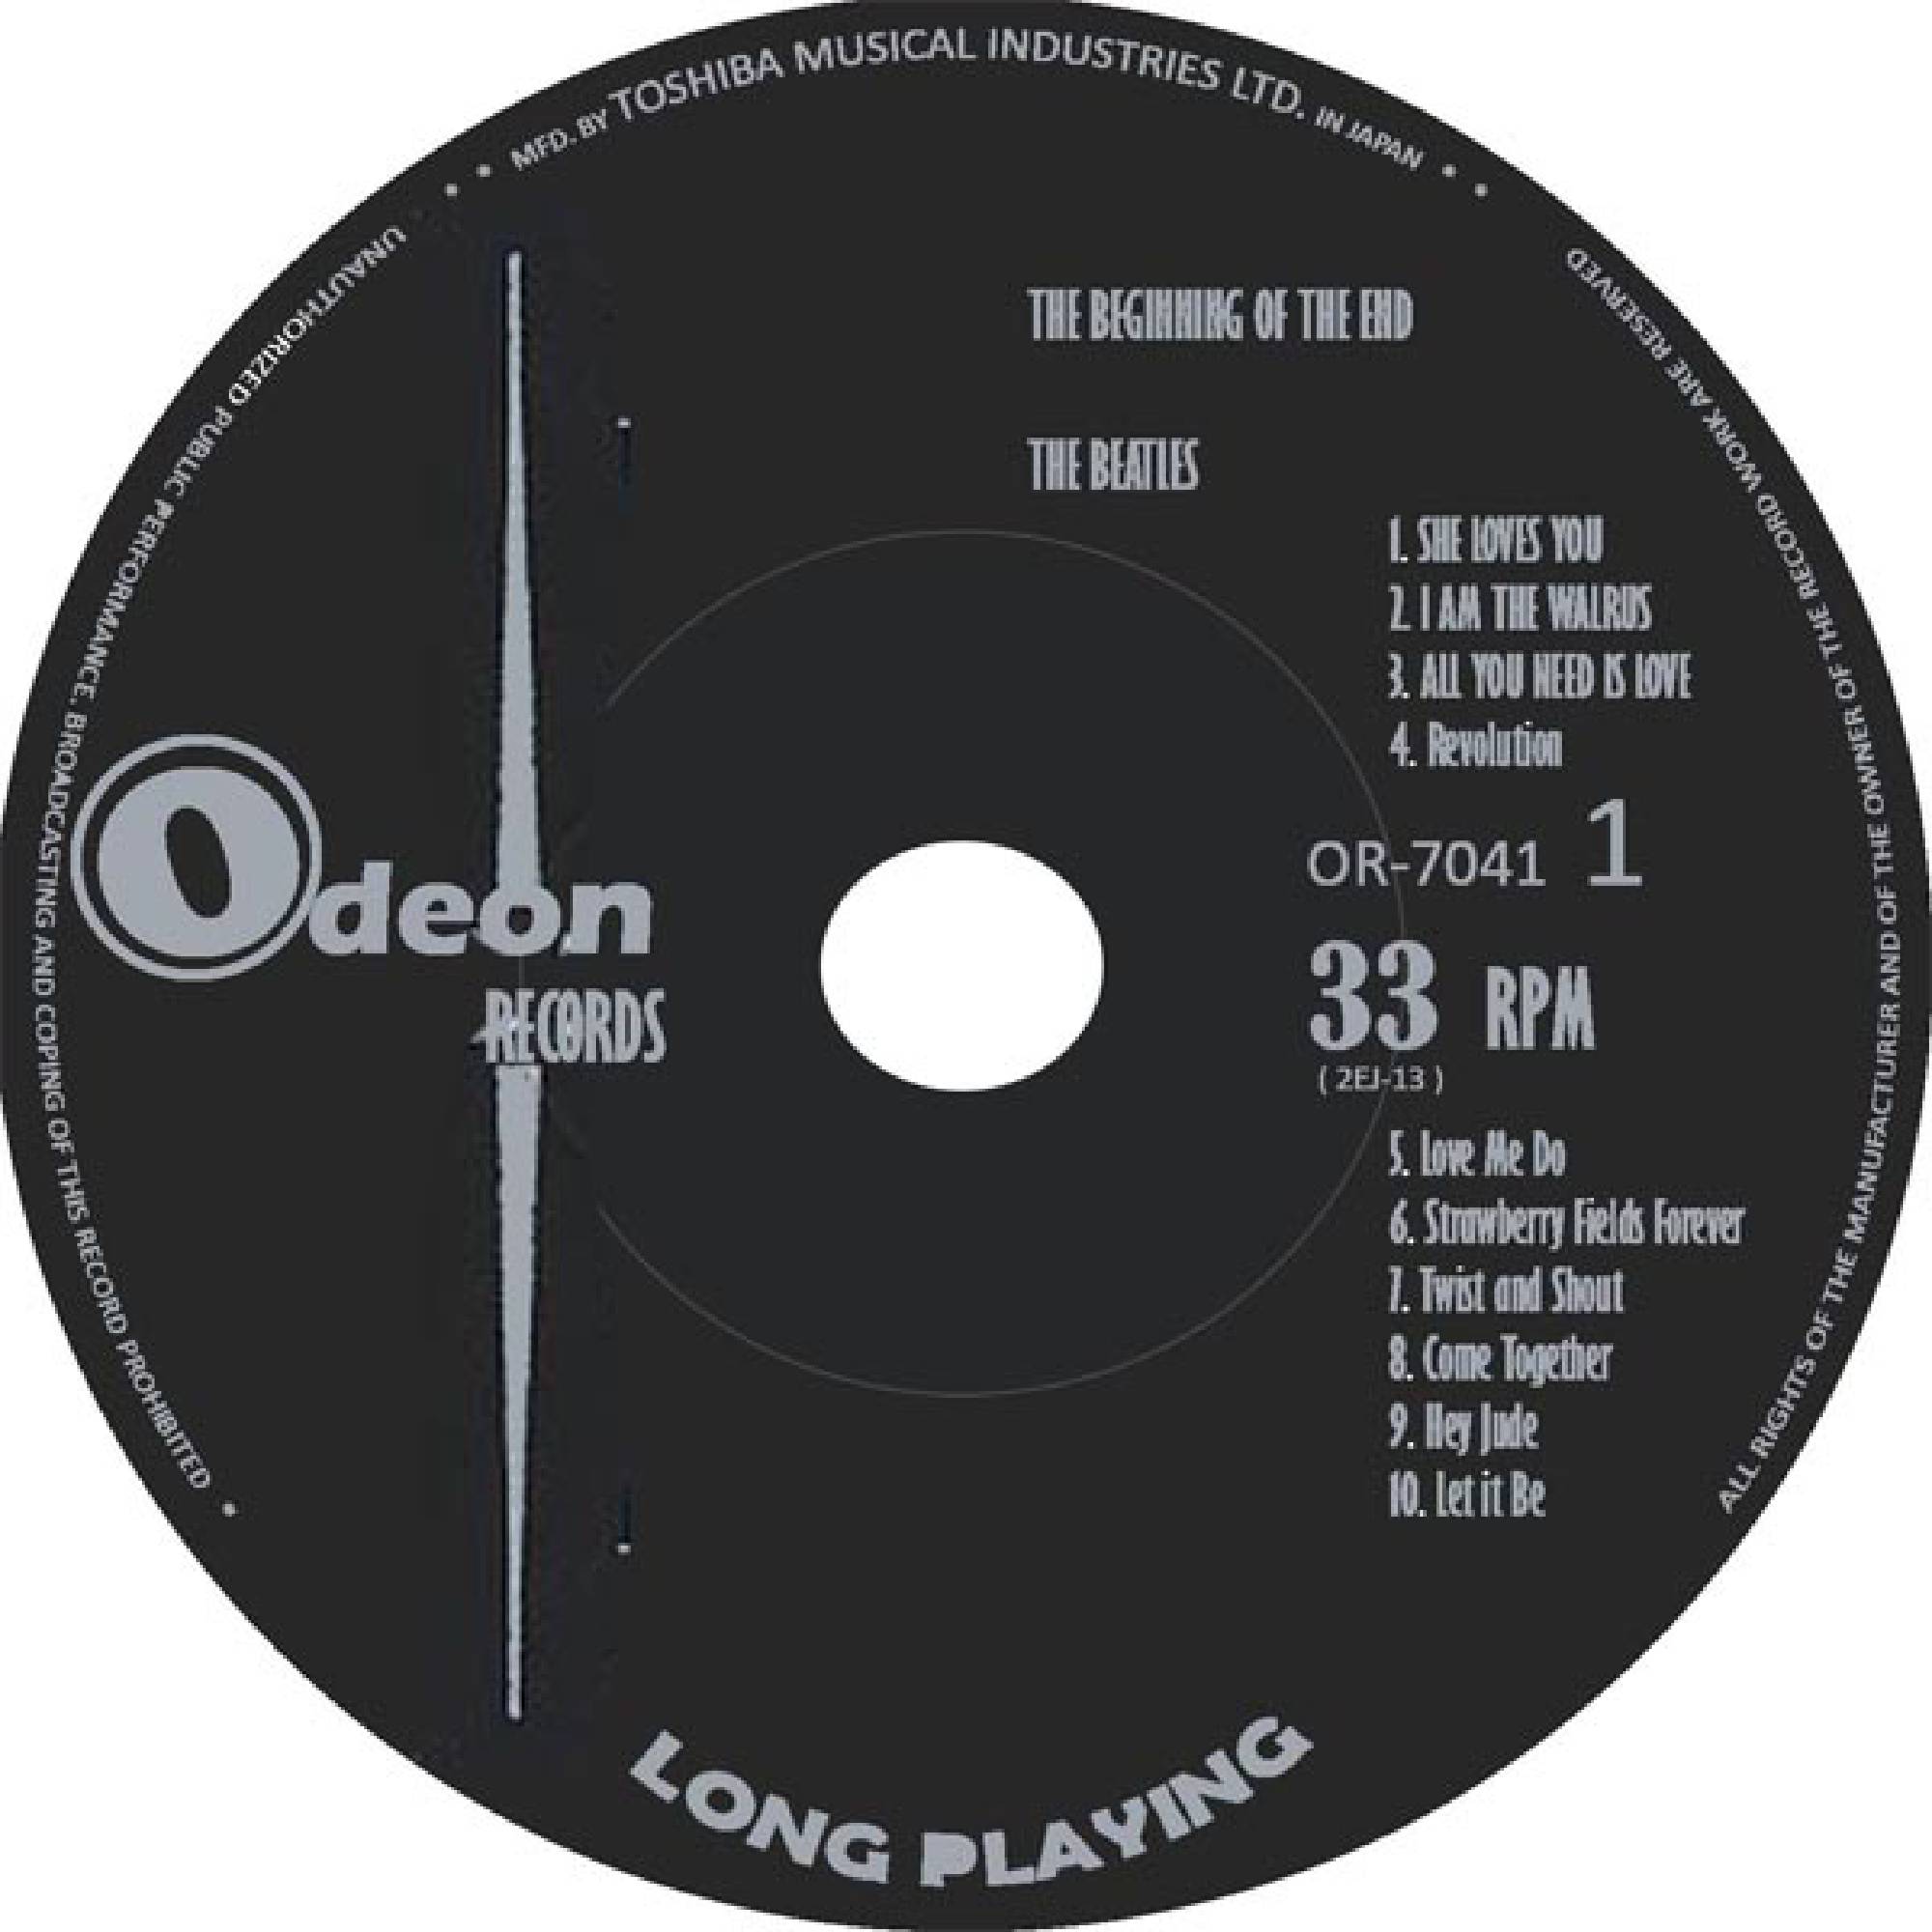 MFD. BY TOSHIBA MUSICAL INDUSTRIES LTD. IN JAPAN
UNAUTHORIZED PUBLIC PERFORMANCE. BROADCASTING AND COPING OF THIS RECORD PROHIBITED
ALL RIGHTS OF THE MANUFACTURER AND OF THE OWNER OF THE RECORD WORK ARE RESERVED
THE BEGINNING OF THE END
THE BEATLES
1. SHE LOVES YOU
2. I AM THE WALRUS
3. ALL YOU NEED IS LOVE
4. Revolution
Odeon
RECORDS
OR-7041 1
33 RPM
( 2EJ-13 )
5. Love Me Do
6. Strawberry Fields Forever
7. Twist and Shout
8. Come Together
9. Hey Jude
10. Let it Be
LONG PLAYING